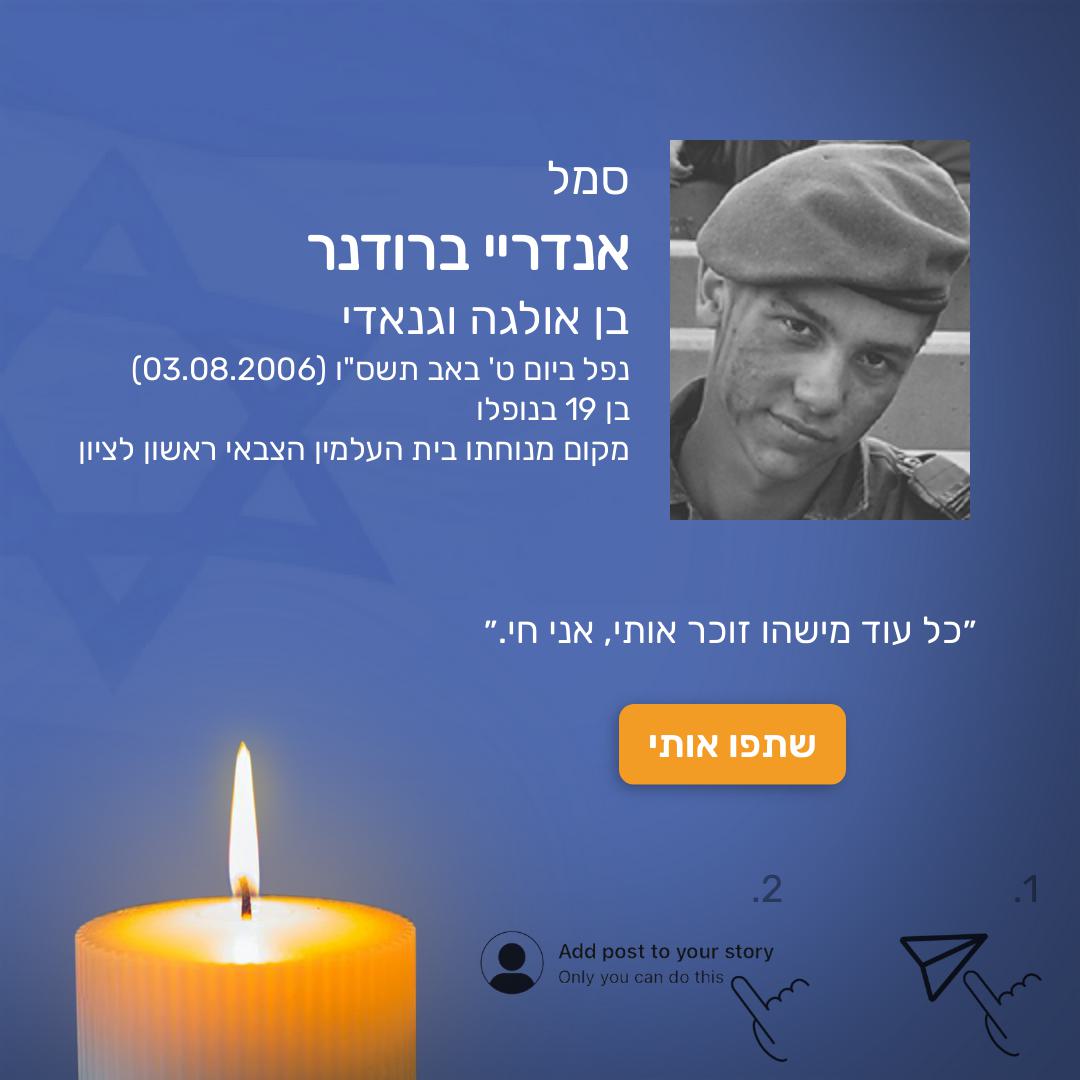 סמל
אנדריי ברודנר
בן אולגה וגנאדי
נפל ביום ט' באב תשס"ו (03.08.2006)
בן 19 בנופלו
מקום מנוחתו בית העלמין הצבאי ראשון לציון
״כל עוד מישהו זוכר אותי, אני חי.״
שתפו אותי
.1
.2
Add post to your story
Only you can do this